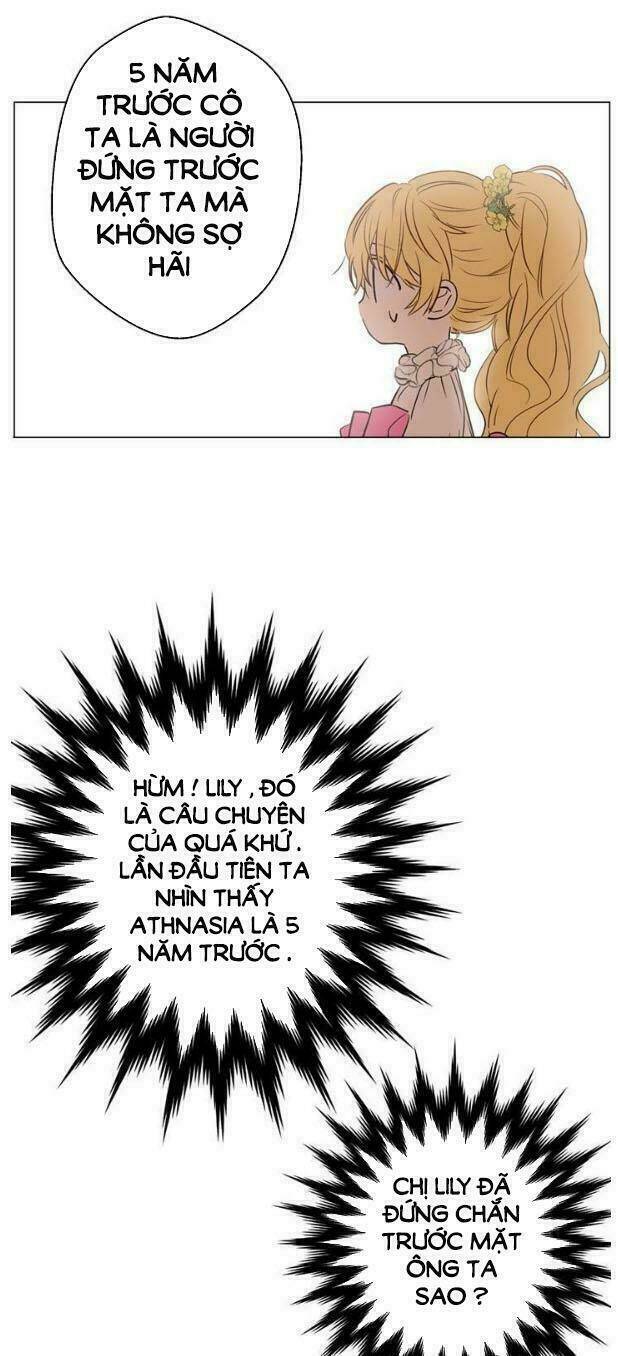 5 NĂM
TRƯỚC CÔ
TA LÀ NGƯỜI
ĐỨNG TRƯỚC
MẶT TA MÀ
KHÔNG SỢ
HÃI
HỪM ! LILY , ĐÓ
LÀ CÂU CHUYÊN
CỦA QUÁ KHỨ .
LẦN ĐẦU TIÊN TA
NHÌN THẤY
ATHNASIA LÀ 5
NĂM TRƯỚC .
CHỊ LILY ĐÃ
ĐỨNG CHẮN
TRƯỚC MẶT
ÔNG TA
SAO ?